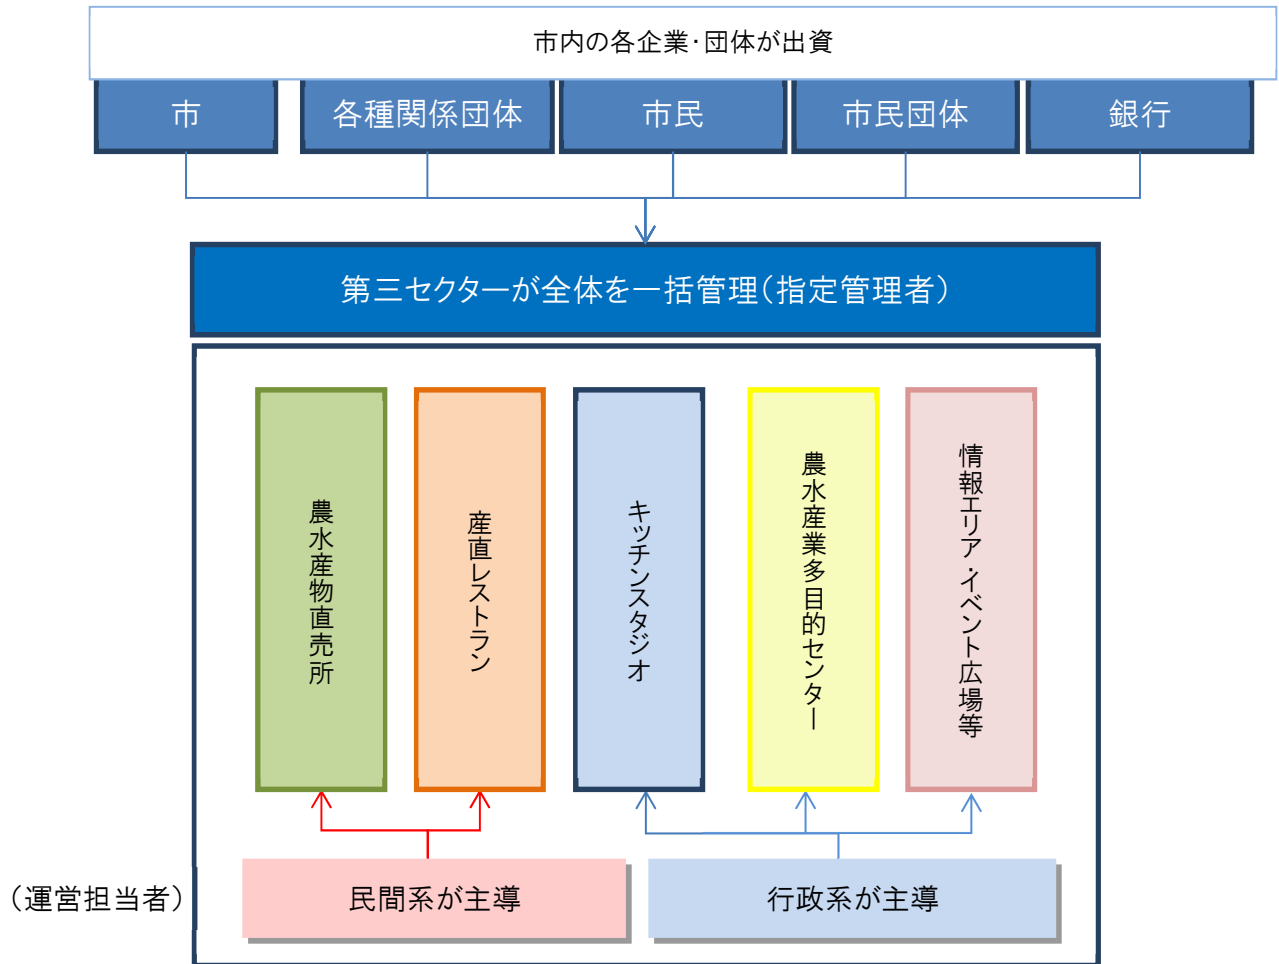 市内の各企業・団体が出資
市
各種関係団体
市民
市民団体
銀行
第三セクターが全体を一括管理（指定管理者）
農水産物直売所
産直レストラン
キッチンスタジオ
農水産業多目的センター
情報エリア・イベント広場等
（運営担当者）
民間系が主導
行政系が主導